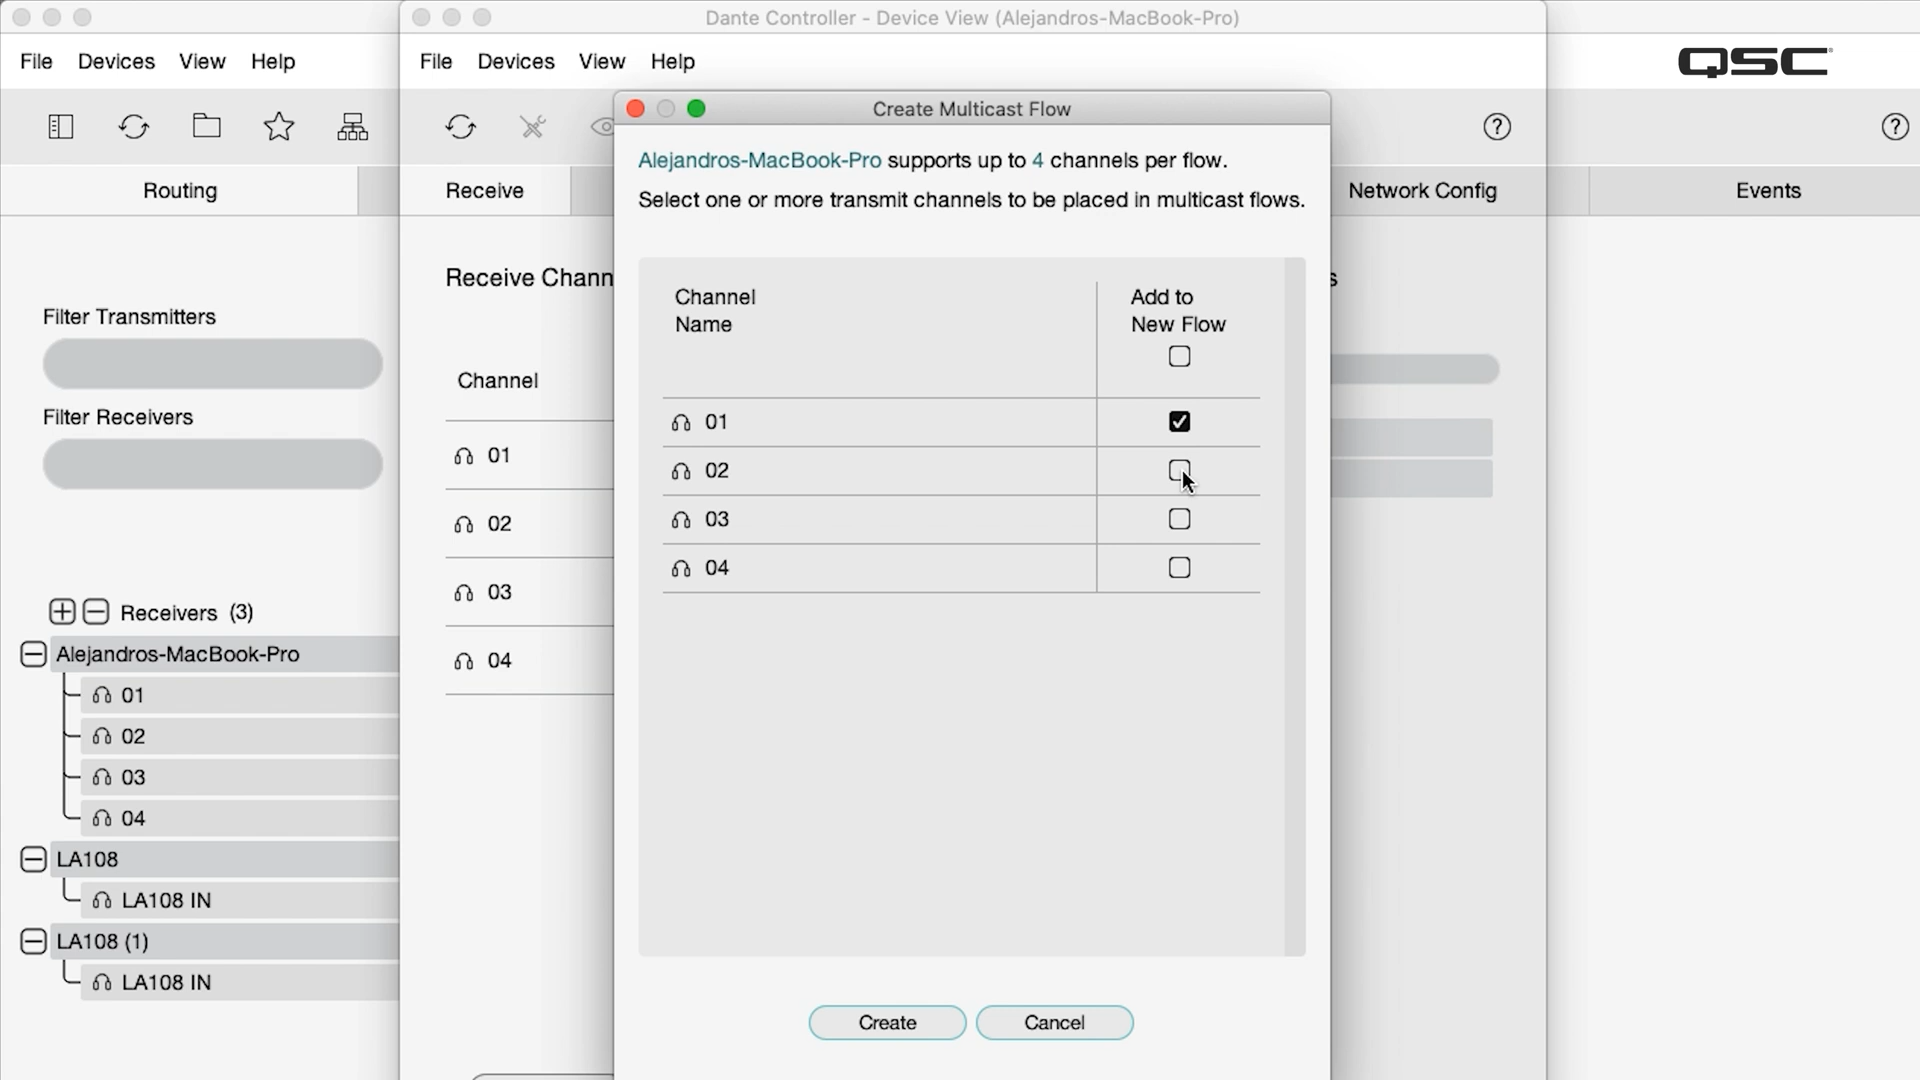 Dante Controller - Device View (Alejandros-MacBook-Pro)
File Devices View Help
File Devices View Help
QSC
Create Multicast Flow
Alejandros-MacBook-Pro supports up to 4 channels per flow.
Select one or more transmit channels to be placed in multicast flows.
Routing
Receive
Network Config
Events
Receive Chann
s
Filter Transmitters
Filter Receivers
Channel
01
02
03
04
Channel
Name
Add to
New Flow
01
02
03
04
Receivers (3)
Alejandros-MacBook-Pro
01
02
03
04
LA108
LA108 IN
LA108 (1)
LA108 IN
Create
Cancel